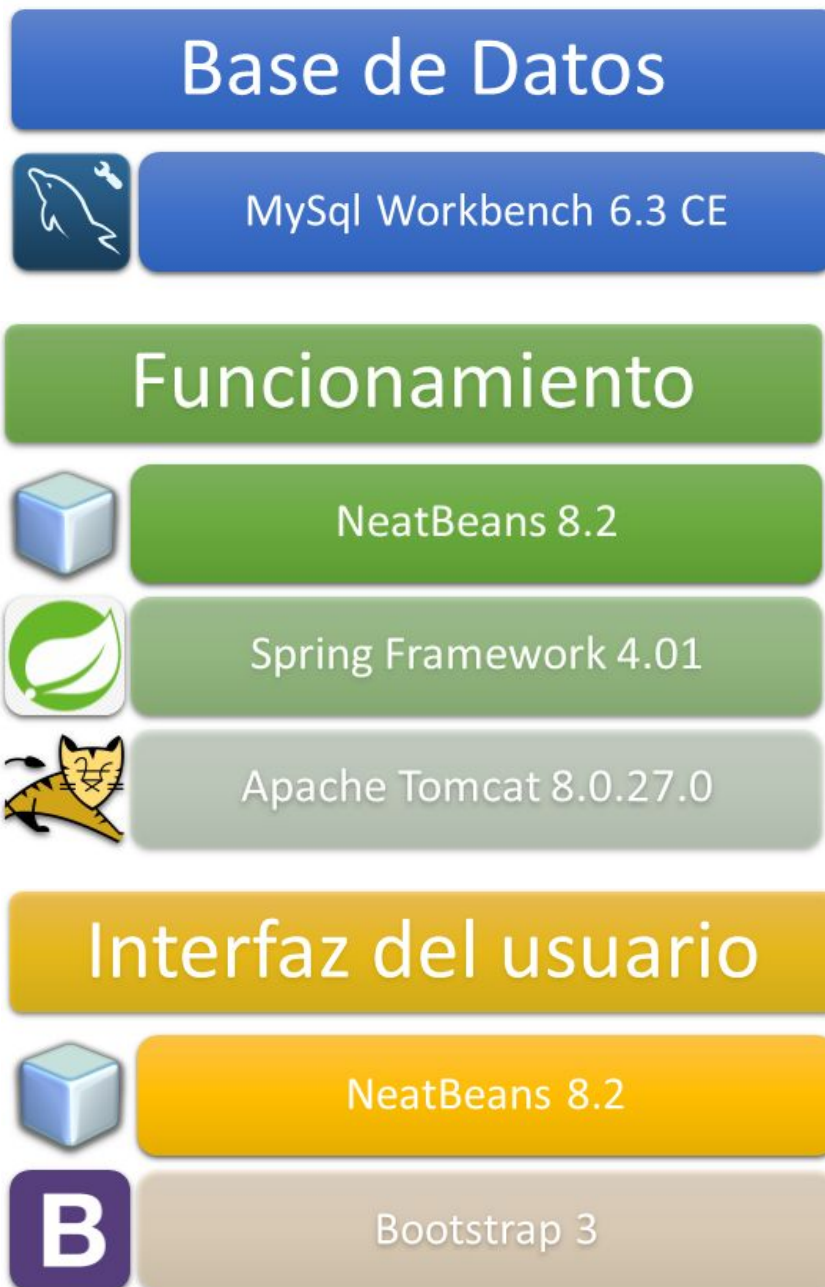 Base de Datos
MySql Workbench 6.3 CE
Funcionamiento
NeatBeans 8.2
Spring Framework 4.01
Apache Tomcat 8.0.27.0
Interfaz del usuario
NeatBeans 8.2
B
Bootstrap 3